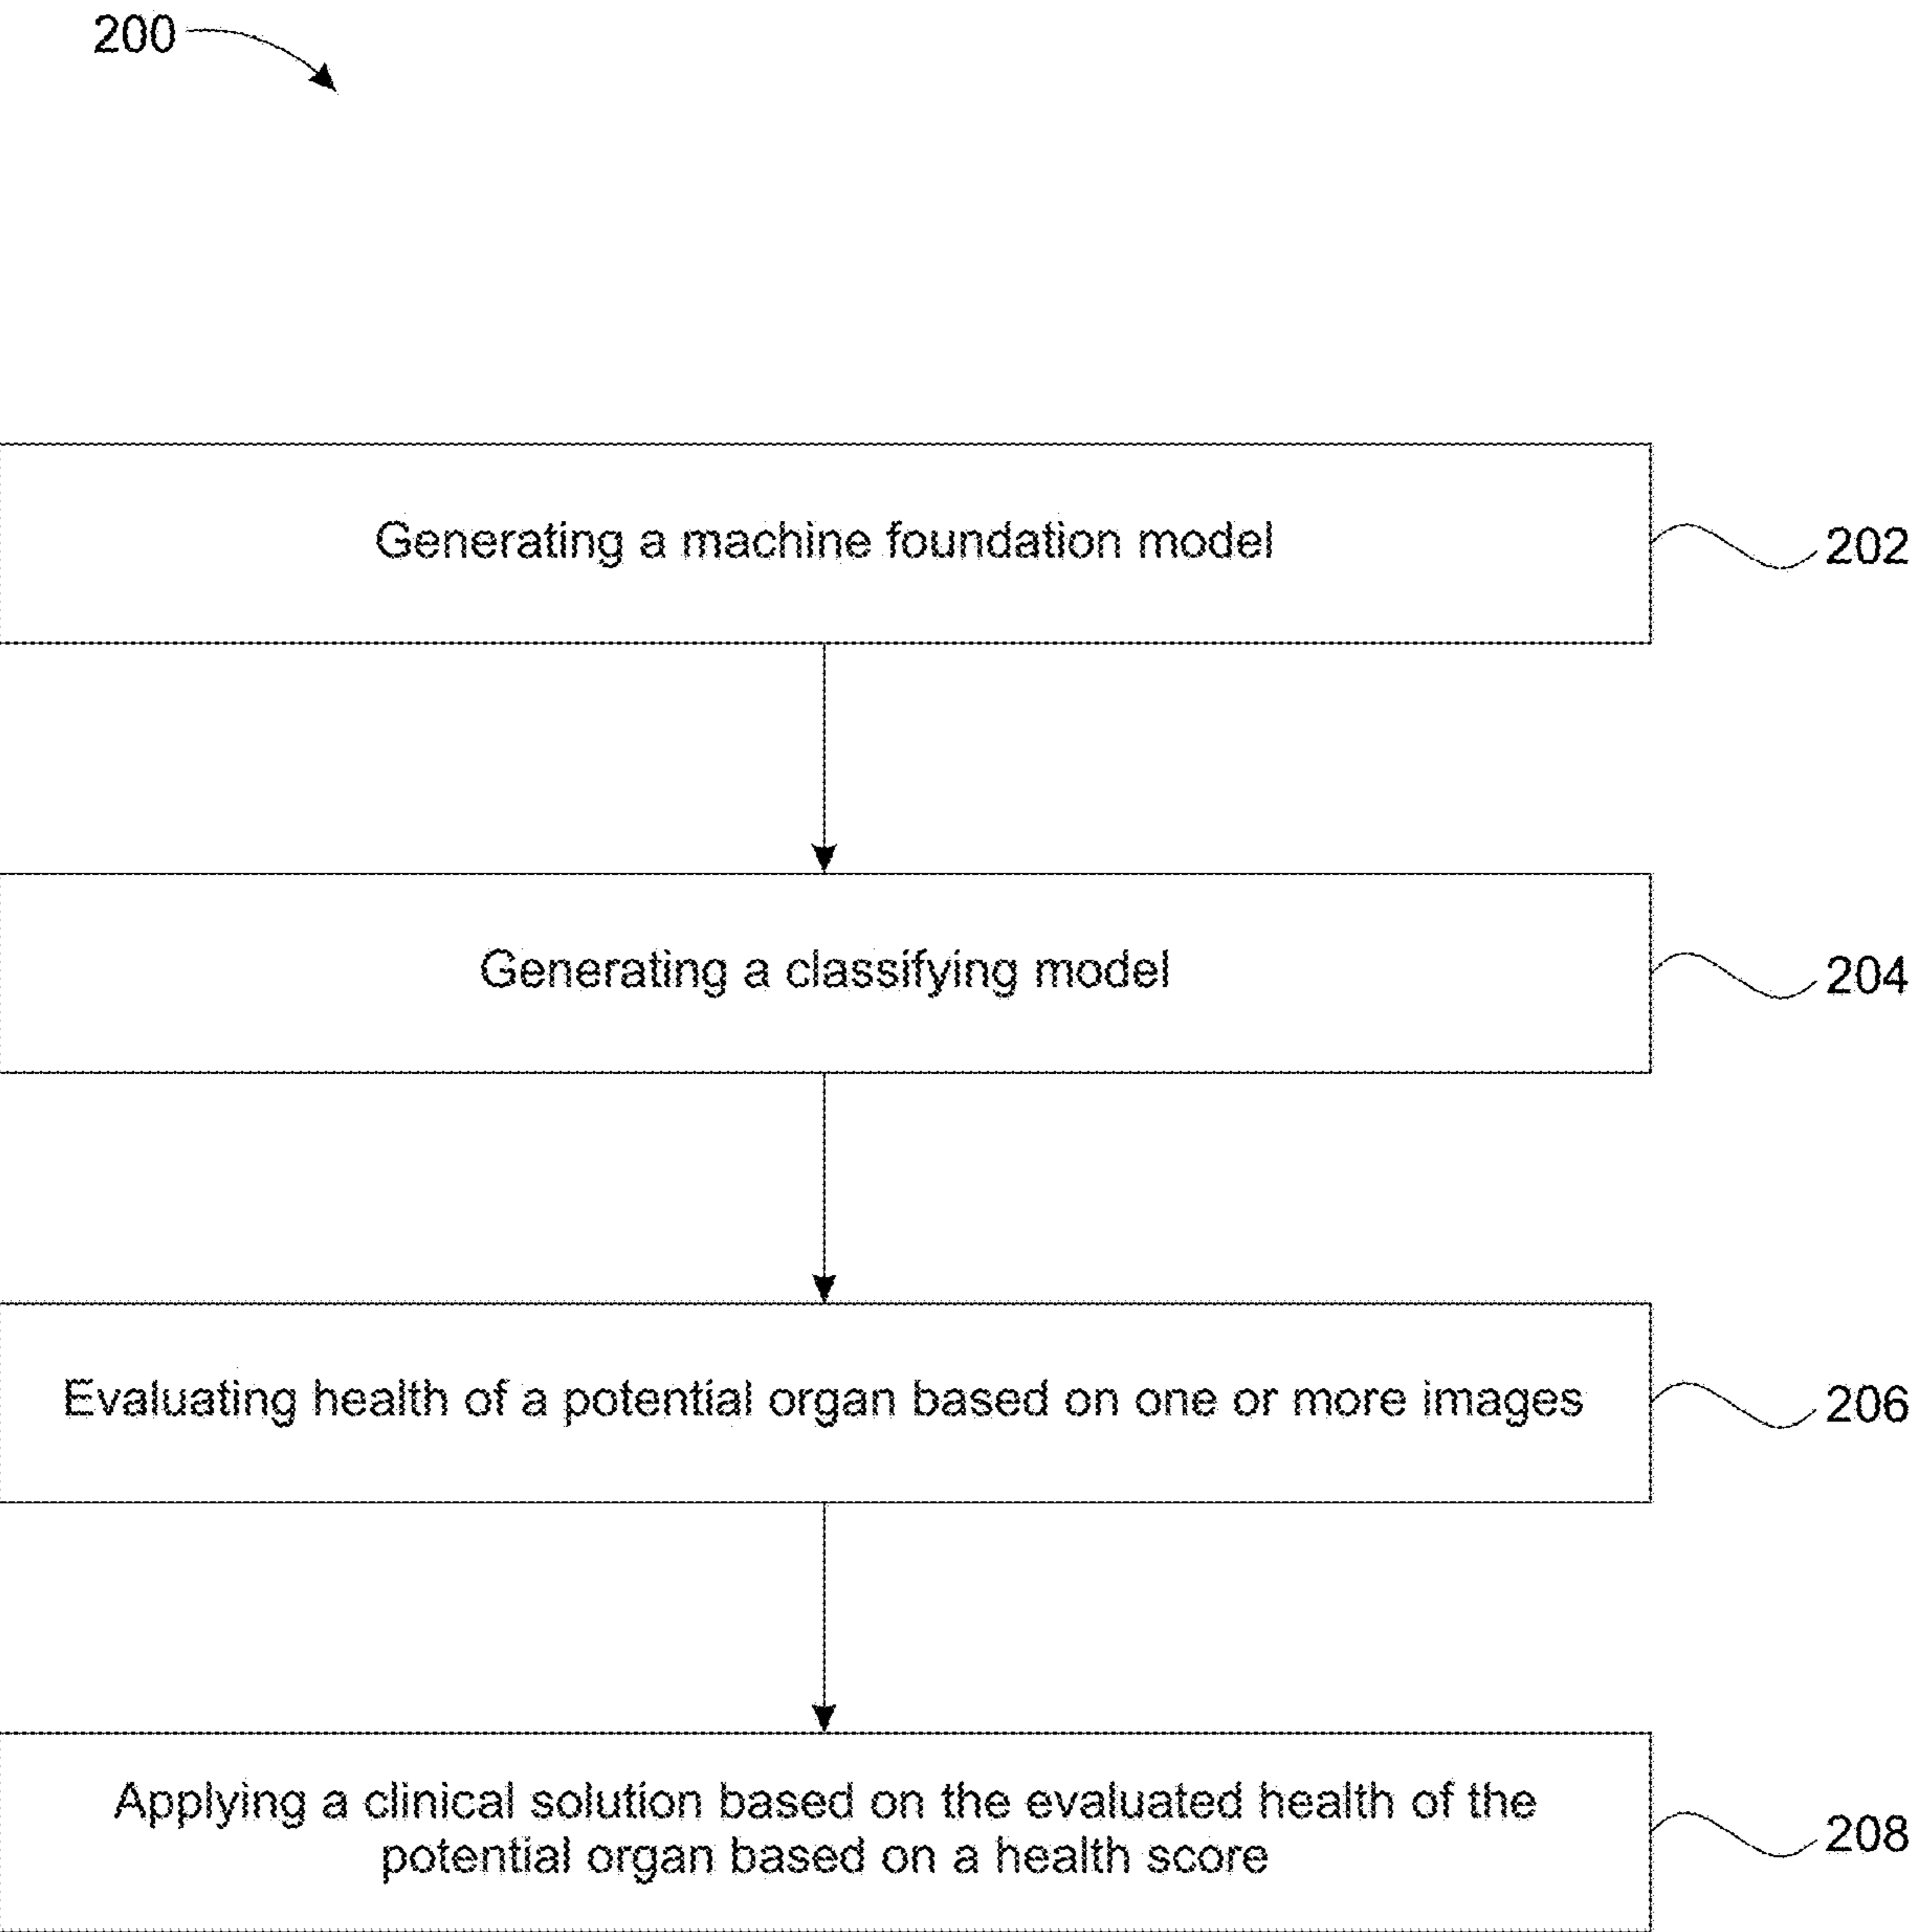 200
Generating a machine foundation model
202
Generating a classifying model
204
Evaluating health of a potential organ based on one or more images
206
Applying a clinical solution based on the evaluated health of the
potential organ based on a health score
208